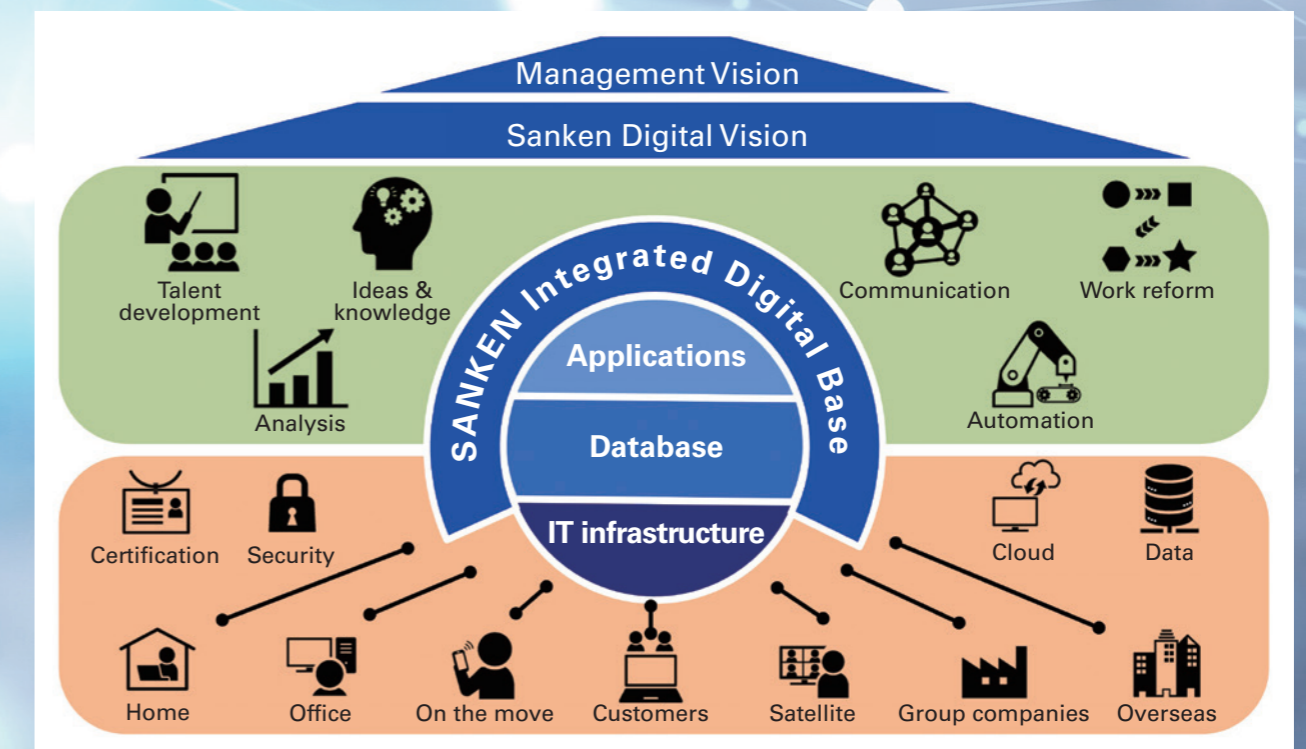 Management Vision
Sanken Digital Vision
Talent
development
Ideas &
knowledge
Analysis
Communication
Work reform
Automation
SANKEN Integrated Digital Base
Applications
Database
IT infrastructure
Certification
Security
Cloud
Data
Home
Office
On the move
Customers
Satellite
Group companies
Overseas